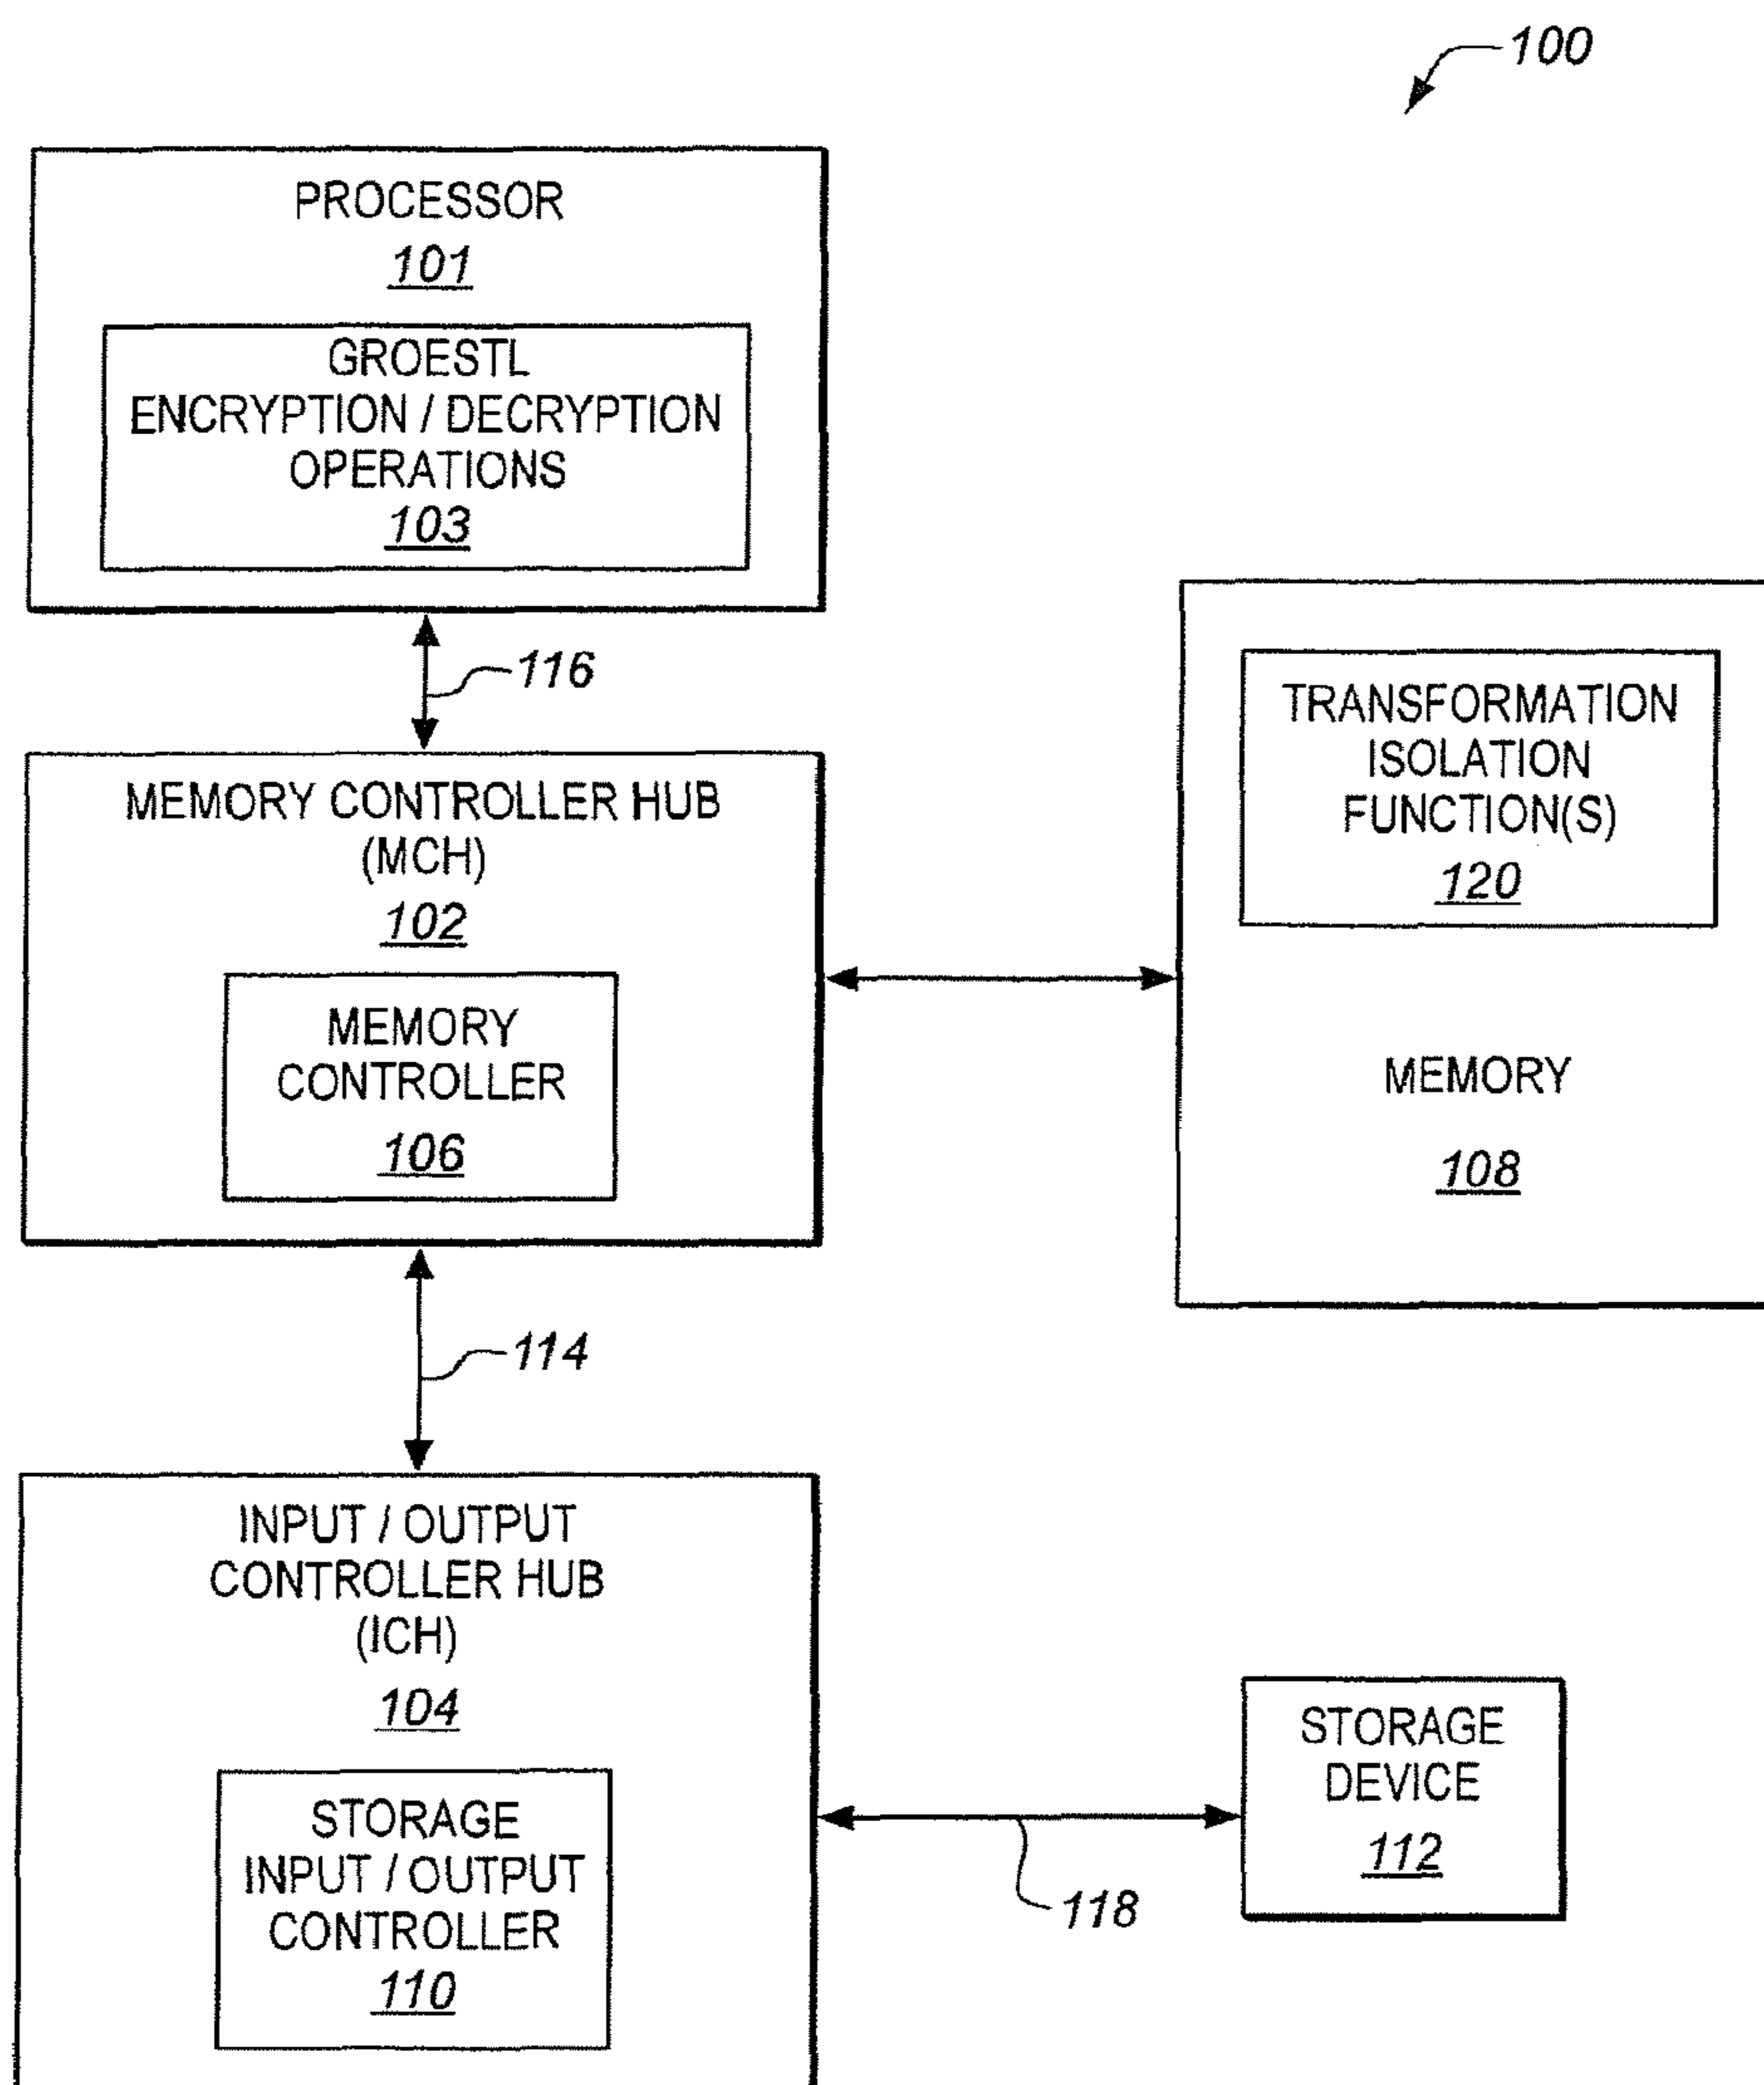 100
PROCESSOR
101
GROESTL
ENCRYPTION / DECRYPTION
OPERATIONS
103
116
MEMORY CONTROLLER HUB
(MCH)
102
MEMORY
CONTROLLER
106
TRANSFORMATION
ISOLATION
FUNCTION(S)
120
MEMORY
108
114
INPUT / OUTPUT
CONTROLLER HUB
(ICH)
104
STORAGE
INPUT / OUTPUT
CONTROLLER
110
118
STORAGE
DEVICE
112